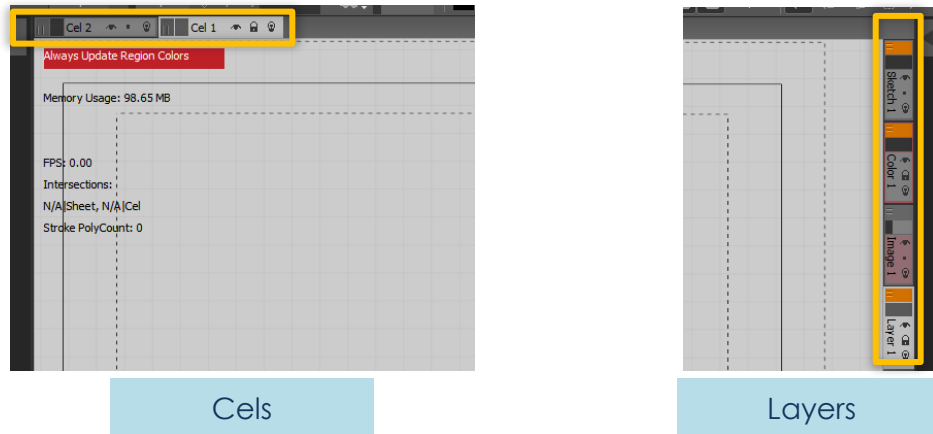 Cel 2
Cel 1
Always Update Region Colors
Memory Usage: 98.65 MB
FPS: 0.00
Intersections:
N/A|Sheet, N/A|Cel
Stroke PolyCount: 0
Cels
Sketch 1
Color 1
Image 1
Layer 1
Layers